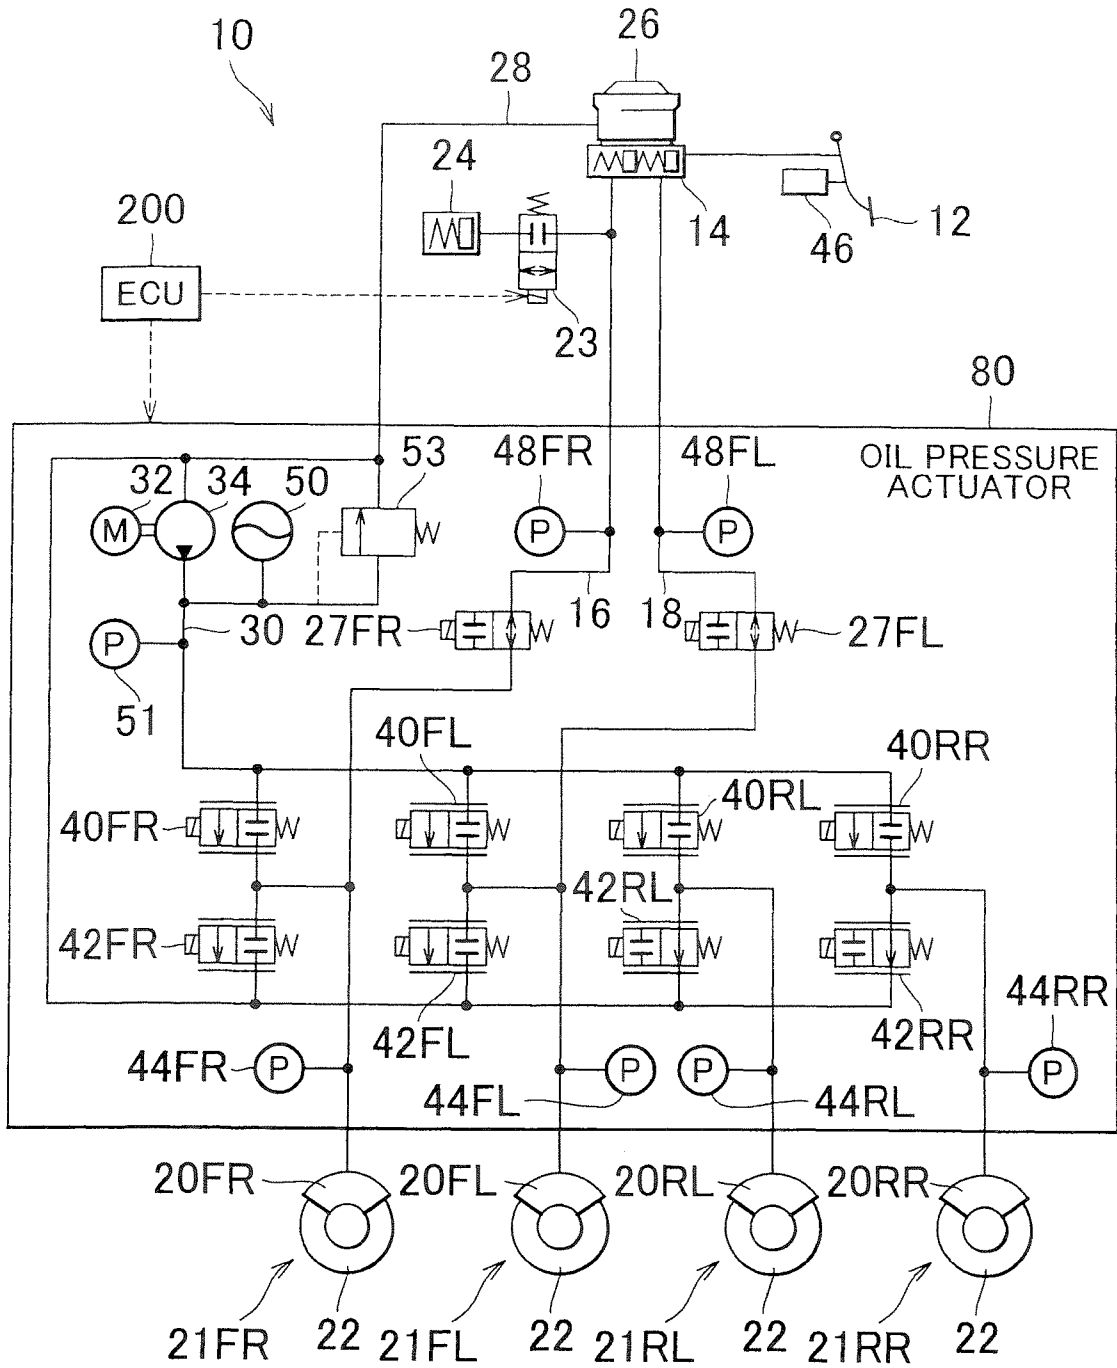 10
26
28
24
200
14
46
12
ECU
23
80
48FR
53
48FL
OIL PRESSURE
ACTUATOR
32
34
50
M
P
P
16
18
30
27FR
27FL
P
51
40FL
40RR
40FR
40RL
42RL
42FR
44RR
42FL
42RR
44FR
P
P
P
P
44FL
44RL
20FR
20FL
20RL
20RR
21FR
22
21FL
22
21RL
22
21RR
22